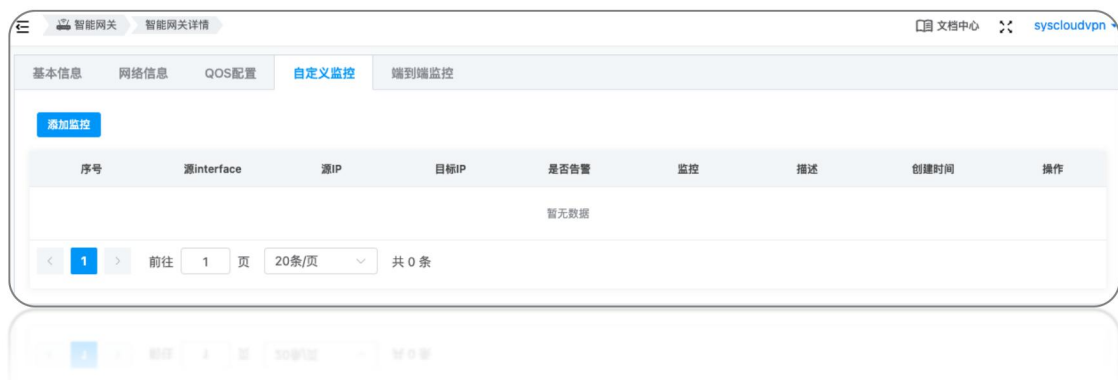 智能网关 智能网关详情 文档中心 syscloudvpn
基本信息 网络信息 QOS配置 自定义监控 端到端监控
添加监控
序号 源interface 源IP 目标IP 是否告警 监控 描述 创建时间 操作
暂无数据
< 1 > 前往 1 页 20条/页 共 0 条